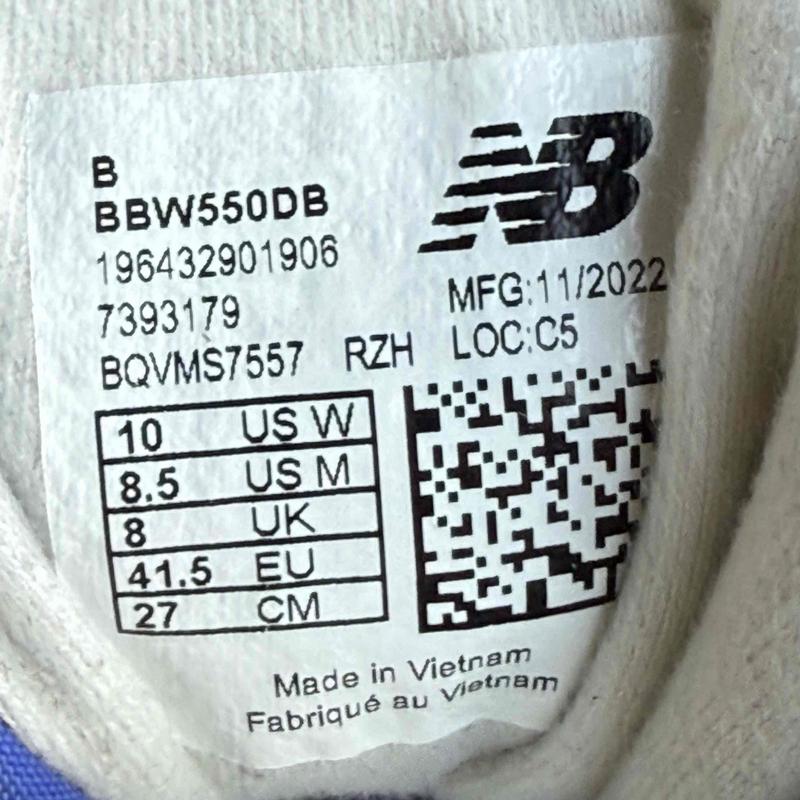 B
BBW550DB
196432901906
7393179
BQVMS7557 RZH
NB
MFG:11/2022
LOC:C5
10 US W
8.5 US M
8 UK
41.5 EU
27 CM
Made in Vietnam
Fabriqué au Vietnam